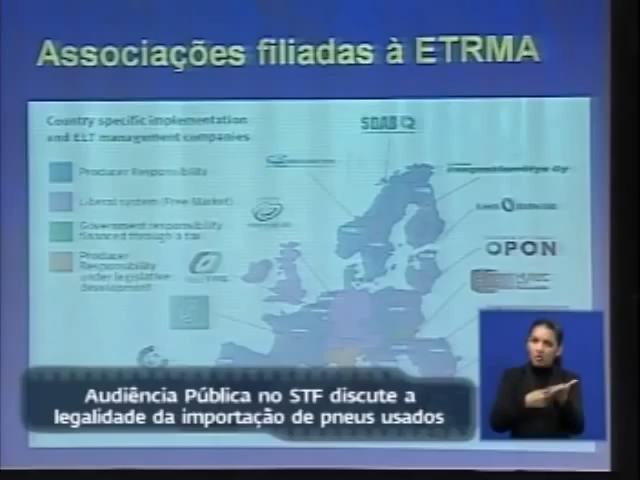 Associações filiadas à ETRMA
Country specific implementation
and ELT management companies
Producer Responsibility
Liberal system (Free Market)
Government responsibility
financed through a tax
Producer
Responsibility
under legislative
development
SDAB
OPON
Audiência Pública no STF discute a
legalidade da importação de pneus usados